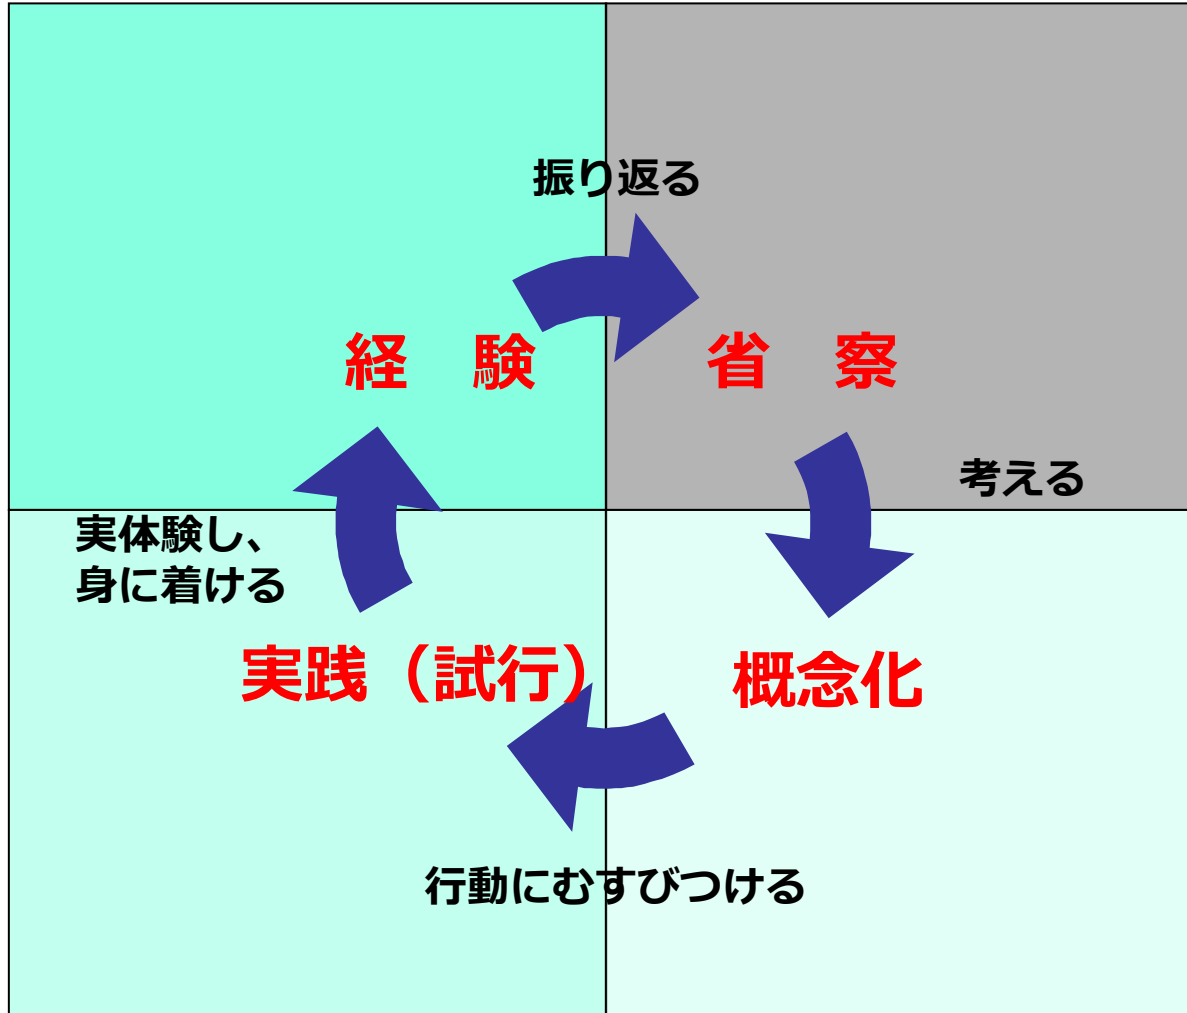 振り返る
経　験
省　察
考える
実体験し、
身に着ける
実践（試行）
概念化
行動にむすびつける